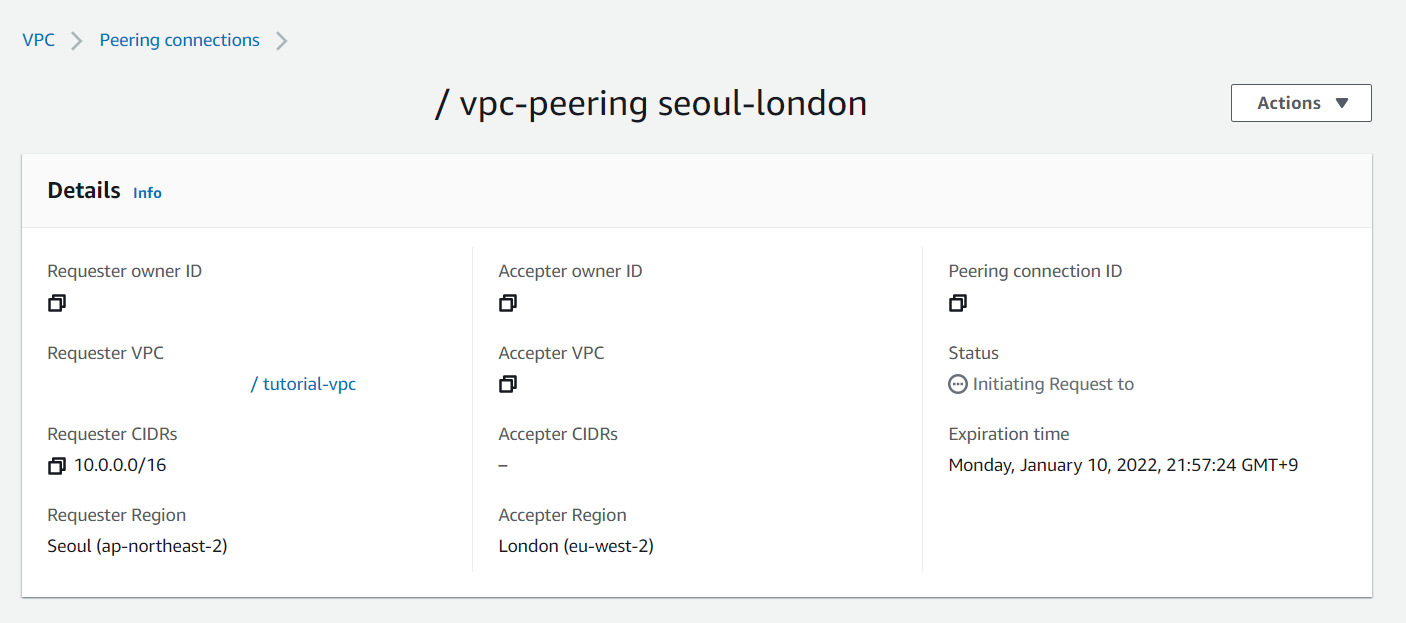 VPC Peering connections
/ vpc-peering seoul-london
Actions
Details Info
Requester owner ID
Requester VPC
/ tutorial-vpc
Requester CIDRs
10.0.0.0/16
Requester Region
Seoul (ap-northeast-2)
Accepter owner ID
Accepter VPC
Accepter CIDRs
–
Accepter Region
London (eu-west-2)
Peering connection ID
Status
Initiating Request to
Expiration time
Monday, January 10, 2022, 21:57:24 GMT+9